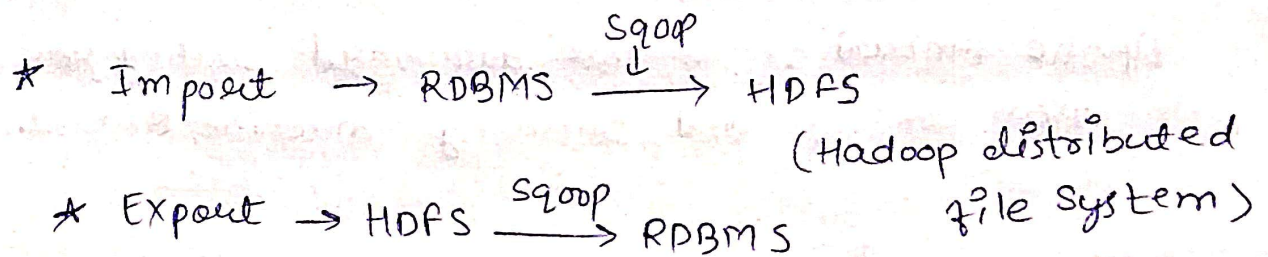 Sqoop
↓
* Import → RDBMS → HDFS
(Hadoop distributed
file System)
* Export → HDFS Sqoop → RDBMS